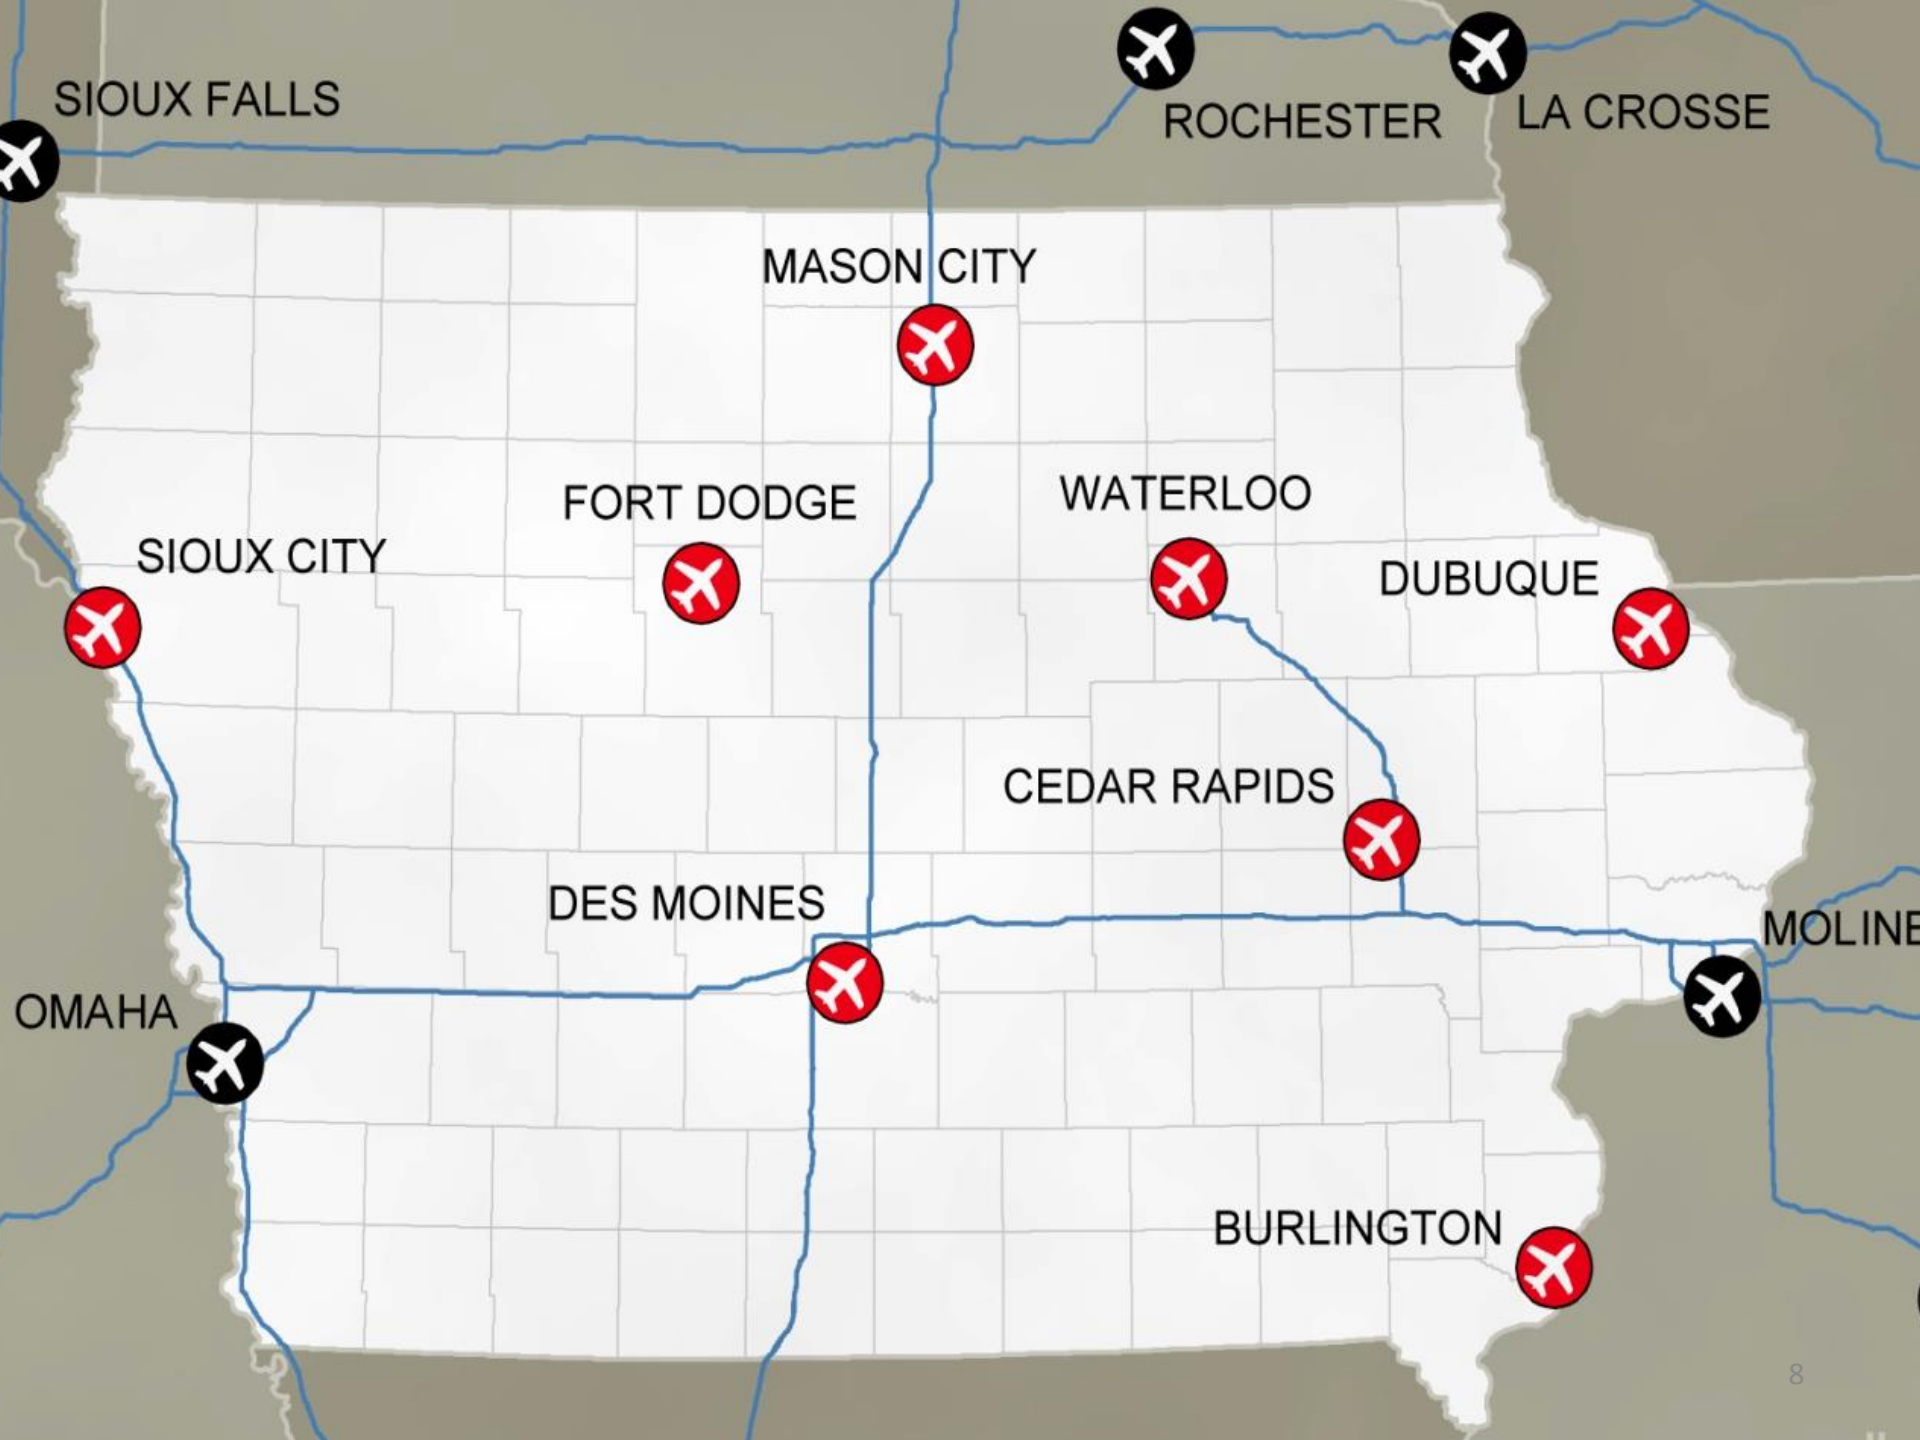 SIOUX FALLS
ROCHESTER
LA CROSSE
MASON CITY
FORT DODGE
WATERLOO
SIOUX CITY
DUBUQUE
CEDAR RAPIDS
DES MOINES
MOLINE
OMAHA
BURLINGTON
8